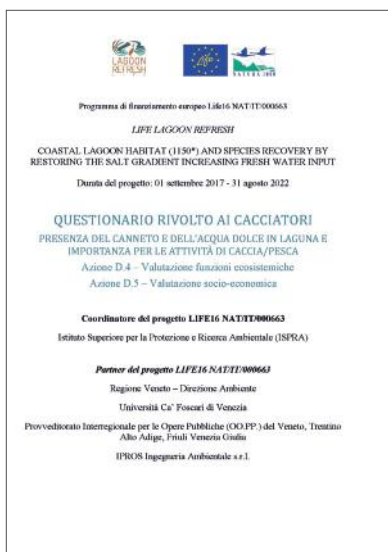 LAGOON
REFRESH
NATURA 2000
Programma di finanziamento europeo Life16 NAT/IT/000663
LIFE LAGOON REFRESH
COASTAL LAGOON HABITAT (1150*) AND SPECIES RECOVERY BY
RESTORING THE SALT GRADIENT INCREASING FRESH WATER INPUT
Durata del progetto: 01 settembre 2017 - 31 agosto 2022
QUESTIONARIO RIVOLTO AI CACCIATORI
PRESENZA DEL CANNETO E DELL'ACQUA DOLCE IN LAGUNA E
IMPORTANZA PER LE ATTIVITÀ DI CACCIA/PESCA
Azione D.4 – Valutazione funzioni ecosistemiche
Azione D.5 – Valutazione socio-economica
Coordinatore del progetto LIFE16 NAT/IT/000663
Istituto Superiore per la Protezione e Ricerca Ambientale (ISPRA)
Partner del progetto LIFE16 NAT/IT/000663
Regione Veneto – Direzione Ambiente
Università Ca' Foscari di Venezia
Provveditorato Interregionale per le Opere Pubbliche (OO.PP.) del Veneto, Trentino
Alto Adige, Friuli Venezia Giulia
IPROS Ingegneria Ambientale s.r.l.